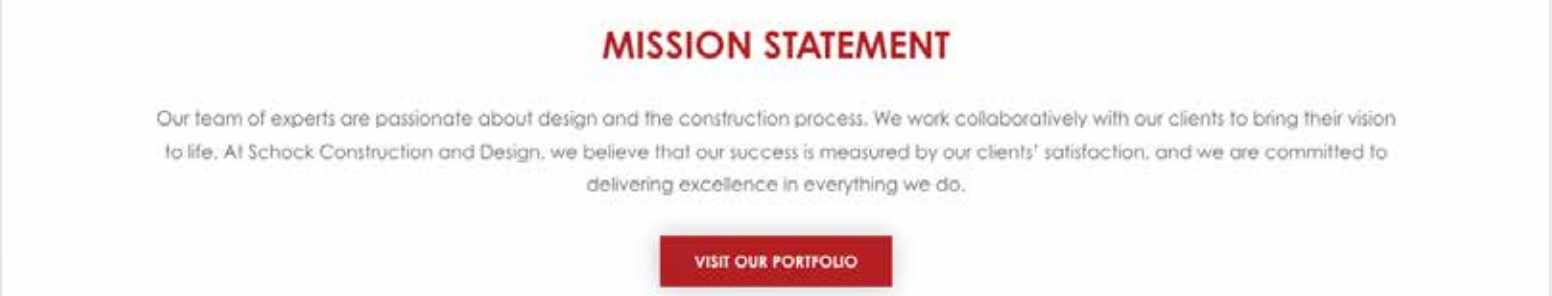 MISSION STATEMENT
Our team of experts are passionate about design and the construction process. We work collaboratively with our clients to bring their vision
to life. At Schock Construction and Design, we believe that our success is measured by our clients' satisfaction, and we are committed to
delivering excellence in everything we do.
VISIT OUR PORTFOLIO